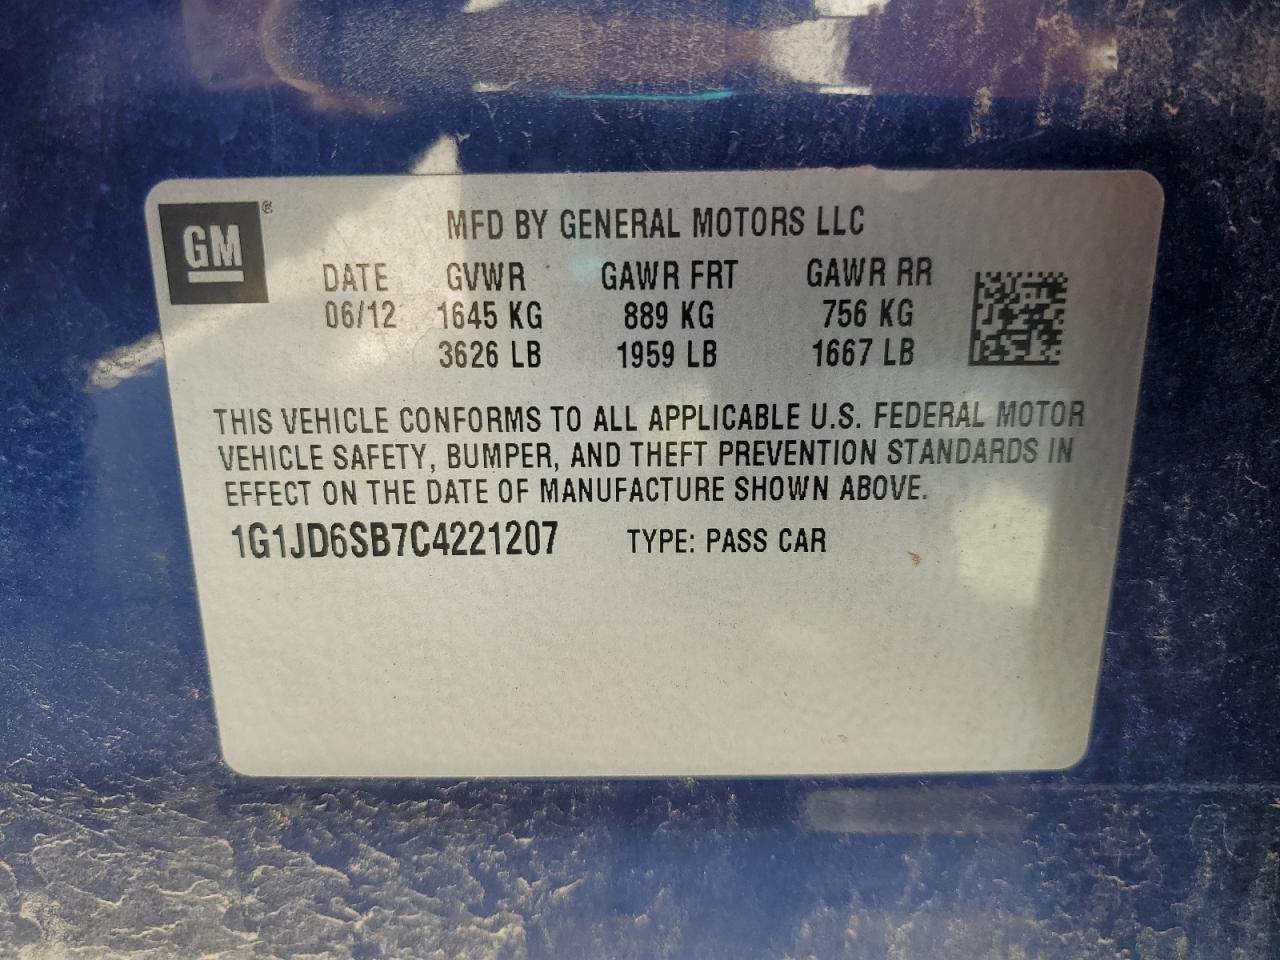 GM ®
MFD BY GENERAL MOTORS LLC
DATE GVWR GAWR FRT GAWR RR
06/12 1645 KG 889 KG 756 KG
3626 LB 1959 LB 1667 LB
THIS VEHICLE CONFORMS TO ALL APPLICABLE U.S. FEDERAL MOTOR
VEHICLE SAFETY, BUMPER, AND THEFT PREVENTION STANDARDS IN
EFFECT ON THE DATE OF MANUFACTURE SHOWN ABOVE.
1G1JD6SB7C4221207 TYPE: PASS CAR